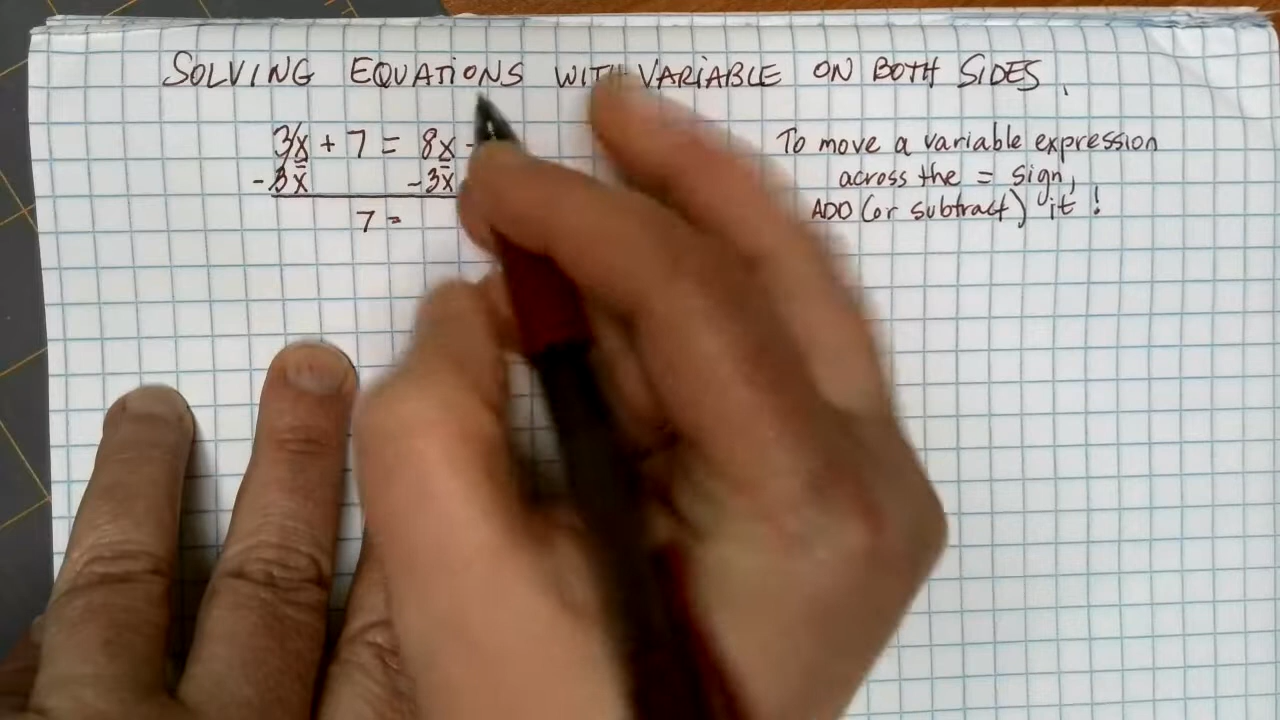 SOLVING EQUATIONS WITH VARIABLE ON BOTH SIDES.
3x + 7 = 8x -
-3x -3x
7 =
To move a variable expression
across the = sign,
ADD (or subtract) it!